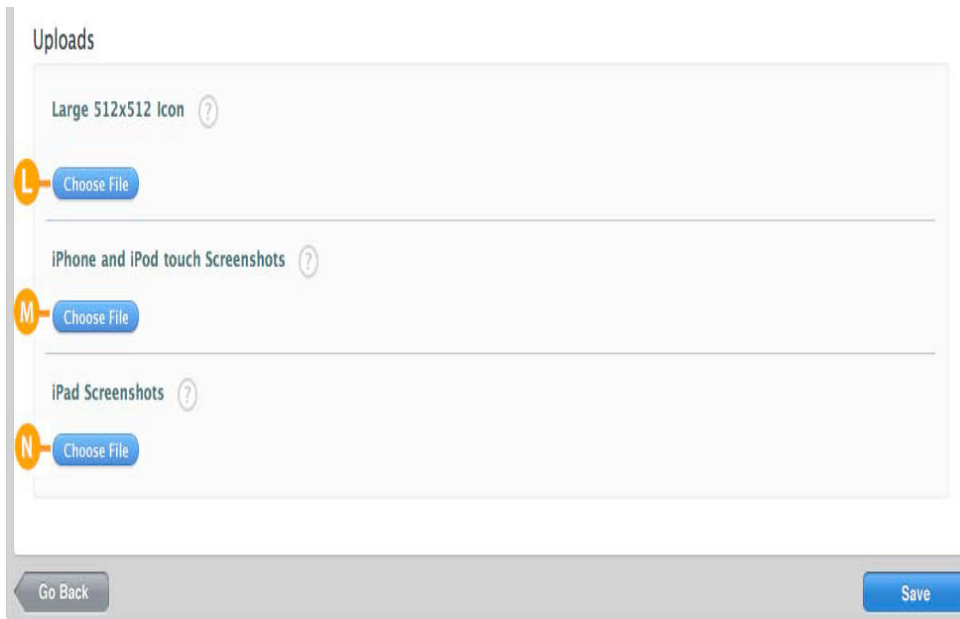 Uploads
Large 512x512 Icon ?
L Choose File
iPhone and iPod touch Screenshots ?
M Choose File
iPad Screenshots ?
N Choose File
Go Back Save